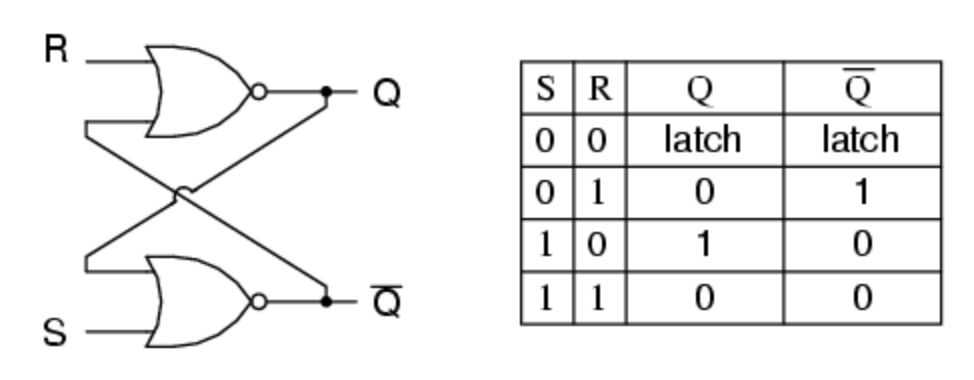 R
Q
Q̅
S
S R Q Q̅
0 0 latch latch
0 1 0 1
1 0 1 0
1 1 0 0